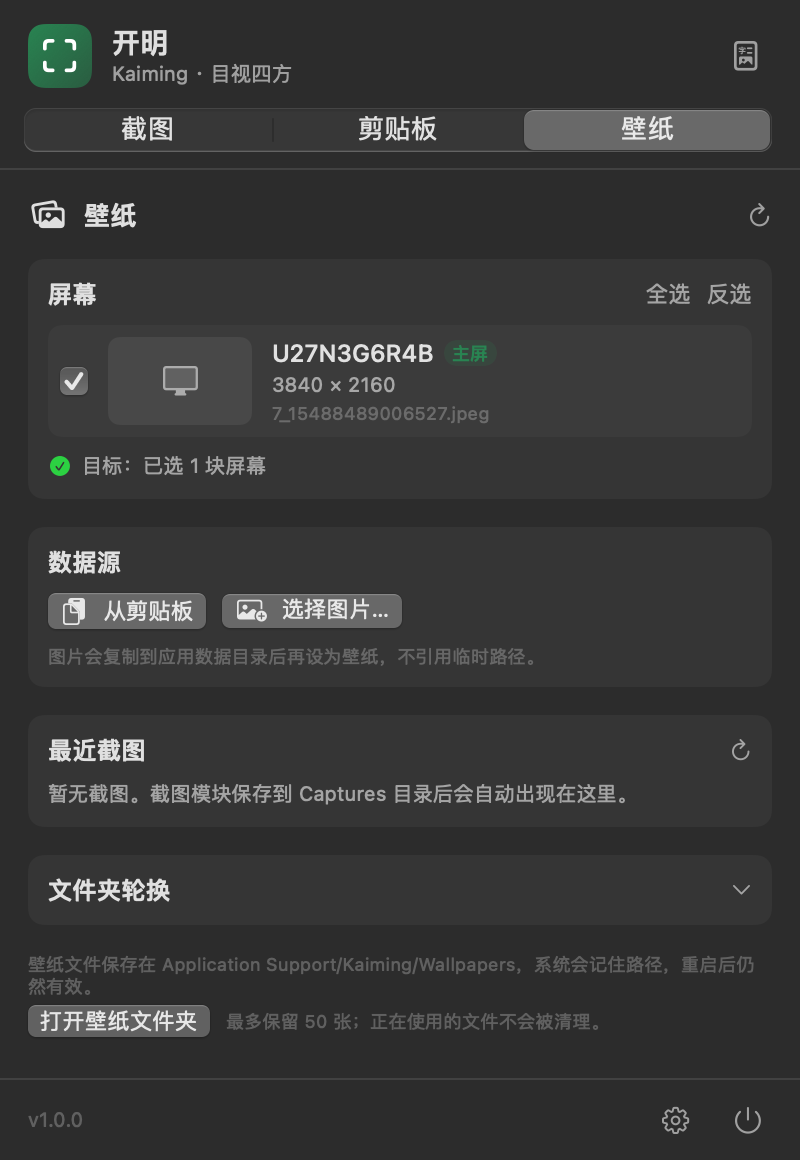 开明
Kaiming · 目视四方
截图
剪贴板
壁纸
壁纸
屏幕
全选 反选
U27N3G6R4B 主屏
3840 × 2160
7_15488489006527.jpeg
目标：已选 1 块屏幕
数据源
从剪贴板
选择图片...
图片会复制到应用数据目录后再设为壁纸，不引用临时路径。
最近截图
暂无截图。截图模块保存到 Captures 目录后会自动出现在这里。
文件夹轮换
壁纸文件保存在 Application Support/Kaiming/Wallpapers，系统会记住路径，重启后仍
然有效。
打开壁纸文件夹 最多保留 50 张；正在使用的文件不会被清理。
v1.0.0